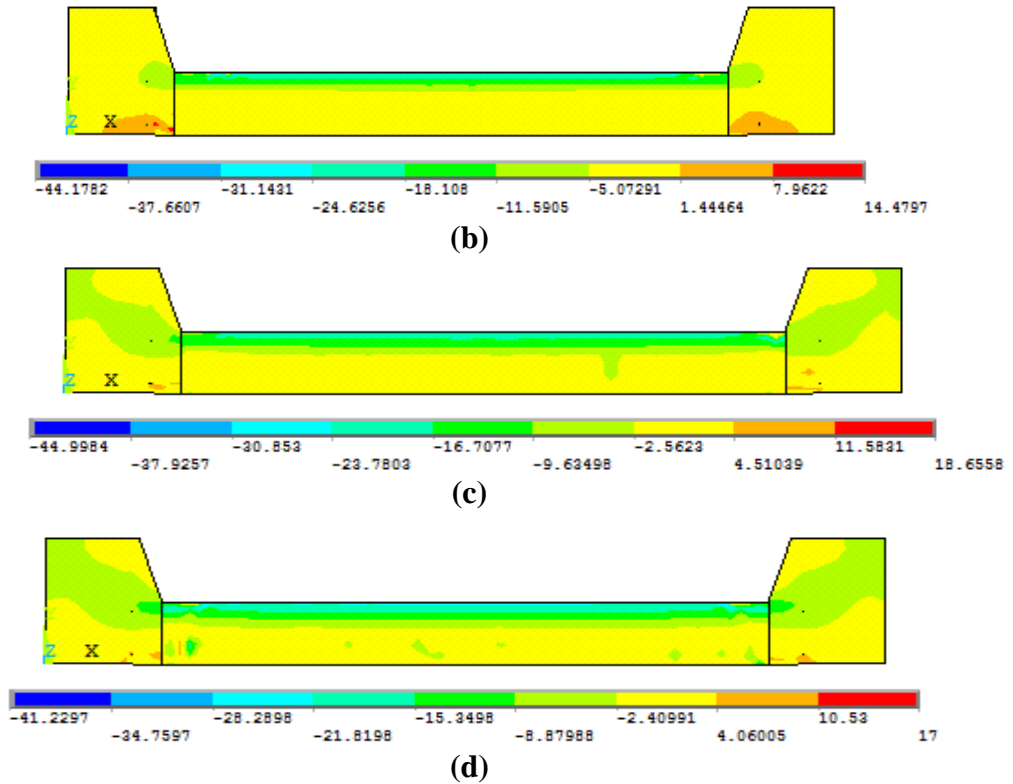 Z X
-44.1782 -31.1431 -18.108 -5.07291 7.9622
-37.6607 -24.6256 -11.5905 1.44464 14.4797
(b)
Z X
-44.9984 -30.853 -16.7077 -2.5623 11.5831
-37.9257 -23.7803 -9.63498 4.51039 18.6558
(c)
Z X
-41.2297 -28.2898 -15.3498 -2.40991 10.53
-34.7597 -21.8198 -8.87988 4.06005 17
(d)